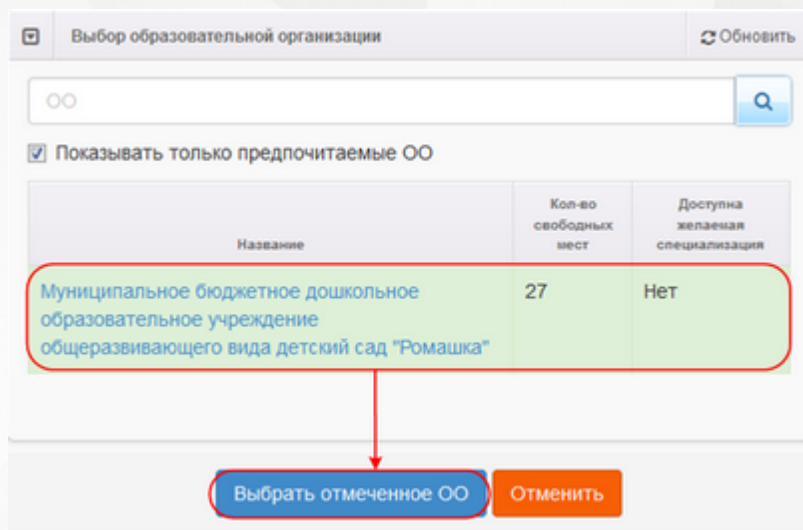 Выбор образовательной организации
Обновить
ОО
Показывать только предпочитаемые ОО
Название
Кол-во
свободных
мест
Доступна
желаемая
специализация
Муниципальное бюджетное дошкольное
образовательное учреждение
общеразвивающего вида детский сад "Ромашка"
27
Нет
Выбрать отмеченное ОО
Отменить